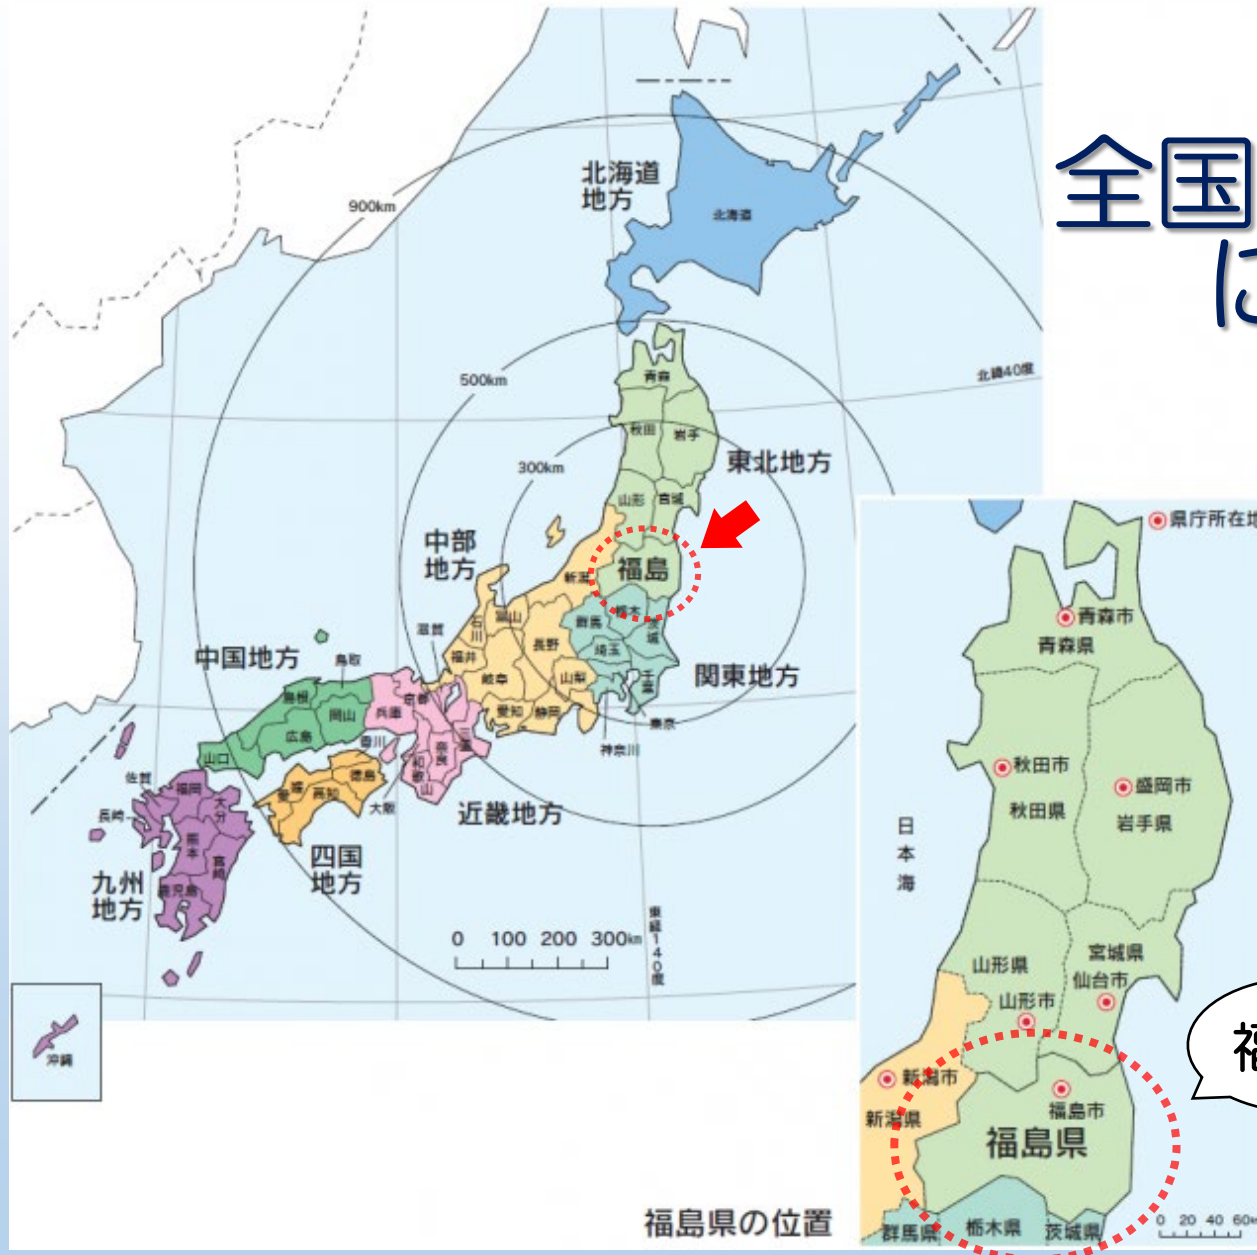 全国
に
北海道
地方
北海道
900km
500km
北緯40度
青森
秋田
岩手
300km
東北地方
山形
宮城
中部
地方
福島
新潟
栃木
群馬
茨城
富山
石川
滋賀
長野
埼玉
福井
中国地方
鳥取
岐阜
山梨
千葉
関東地方
京都
島根
兵庫
岡山
愛知
静岡
東京
三重
広島
神奈川
香川
奈良
山口
和歌山
徳島
佐賀
福岡
愛媛
高知
大分
大阪
近畿地方
長崎
熊本
宮崎
四国
地方
九州
地方
鹿児島
0 100 200 300km
東経140度
沖縄
県庁所在地
青森市
青森県
秋田市
秋田県
盛岡市
岩手県
日本海
宮城県
仙台市
山形県
山形市
新潟市
新潟県
福島市
福島県
福
群馬県
栃木県
茨城県
0 20 40 60
福島県の位置